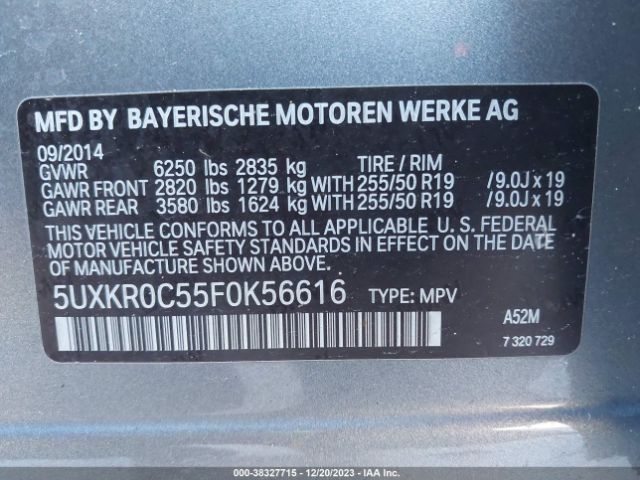 MFD BY BAYERISCHE MOTOREN WERKE AG
09/2014
GVWR 6250 lbs 2835 kg TIRE / RIM
GAWR FRONT 2820 lbs 1279 kg WITH 255/50 R19 /9.0J x 19
GAWR REAR 3580 lbs 1624 kg WITH 255/50 R19 /9.0J x 19
THIS VEHICLE CONFORMS TO ALL APPLICABLE U. S. FEDERAL
MOTOR VEHICLE SAFETY STANDARDS IN EFFECT ON THE DATE
OF MANUFACTURE SHOWN ABOVE.
5UXKR0C55F0K56616 TYPE: MPV
A52M
7 320 729
000-38327715 - 12/20/2023 - IAA Inc.